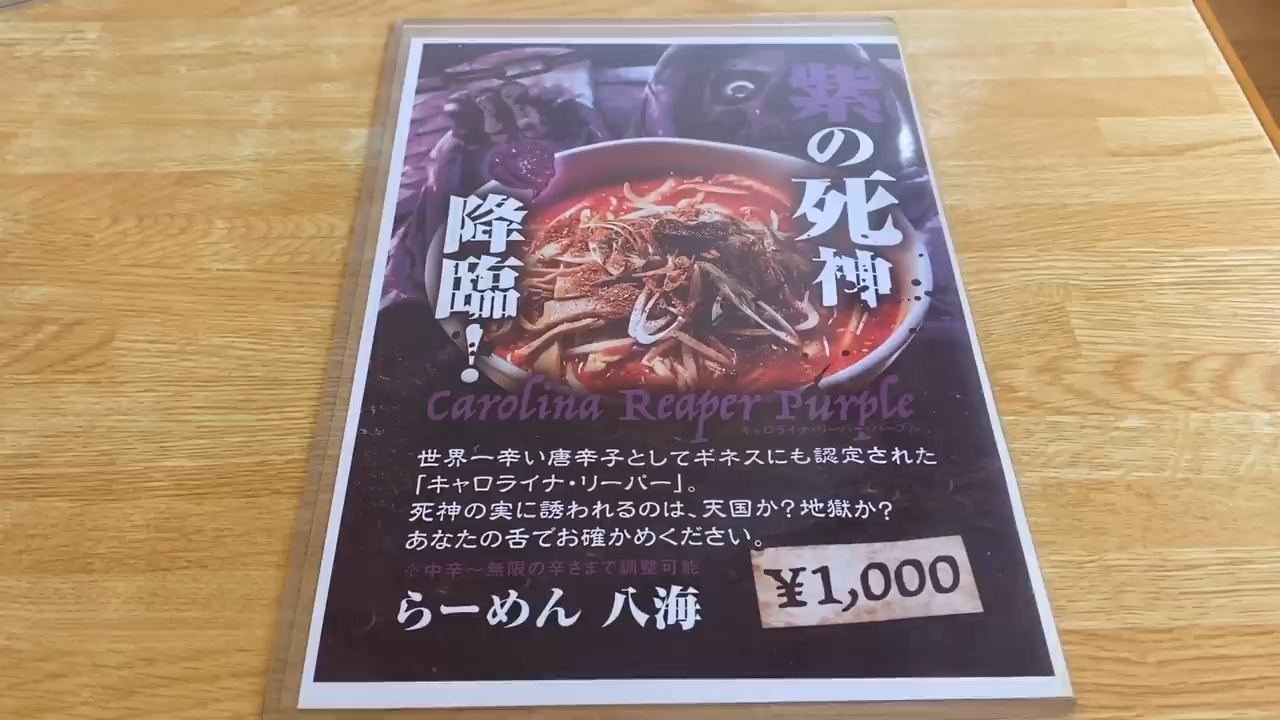 紫の死神
降臨!
Carolina Reaper Purple
キャロライナ・リーパー・パープル
世界一辛い唐辛子としてギネスにも認定された
「キャロライナ・リーパー」。
死神の実に誘われるのは、天国か?地獄か?
あなたの舌でお確かめください。
※中辛~無限の辛さまで調整可能
らーめん 八海
¥1,000